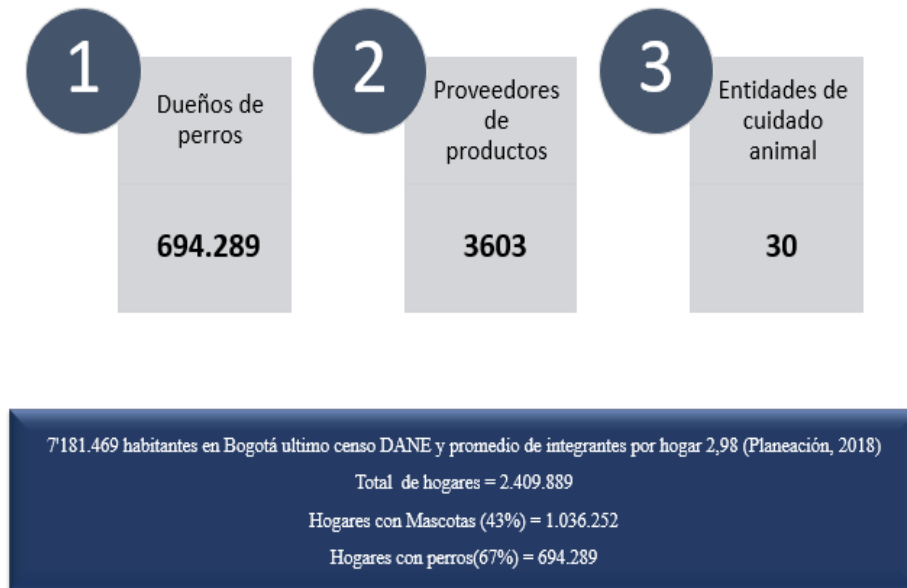 1
Dueños de
perros
694.289
2
Proveedores
de
productos
3603
3
Entidades de
cuidado
animal
30
7'181.469 habitantes en Bogotá ultimo censo DANE y promedio de integrantes por hogar 2,98 (Planeación, 2018)
Total de hogares = 2.409.889
Hogares con Mascotas (43%) = 1.036.252
Hogares con perros(67%) = 694.289